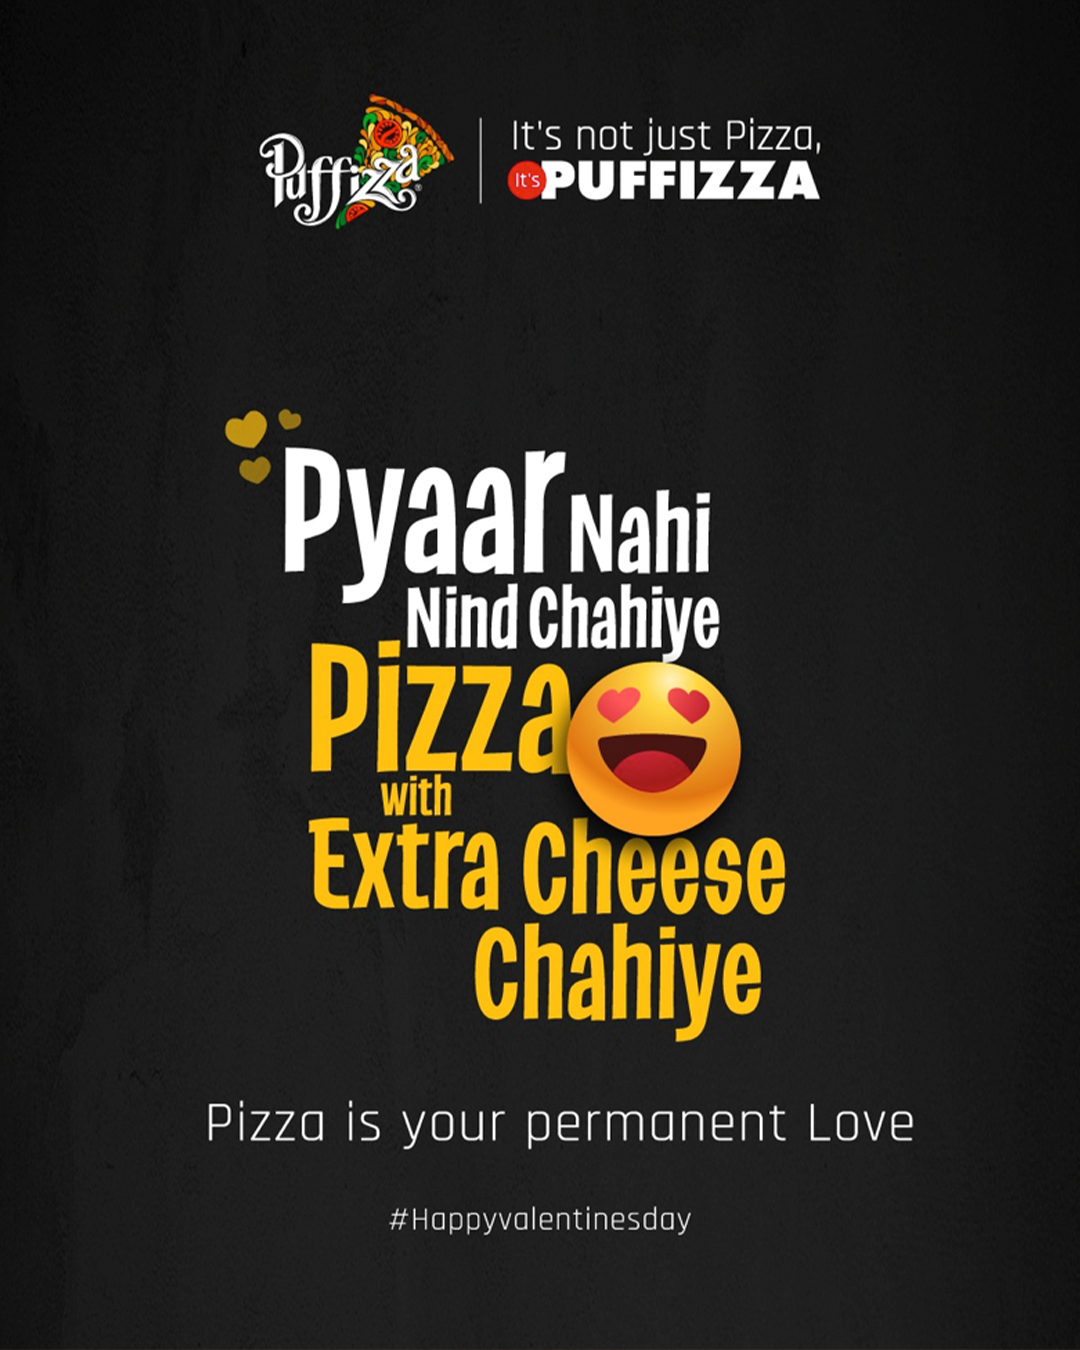 Puffizza®
It's not just Pizza,
It's PUFFIZZA
Pyaar Nahi
Nind Chahiye
Pizza
with
Extra Cheese
Chahiye
Pizza is your permanent Love
#Happyvalentinesday